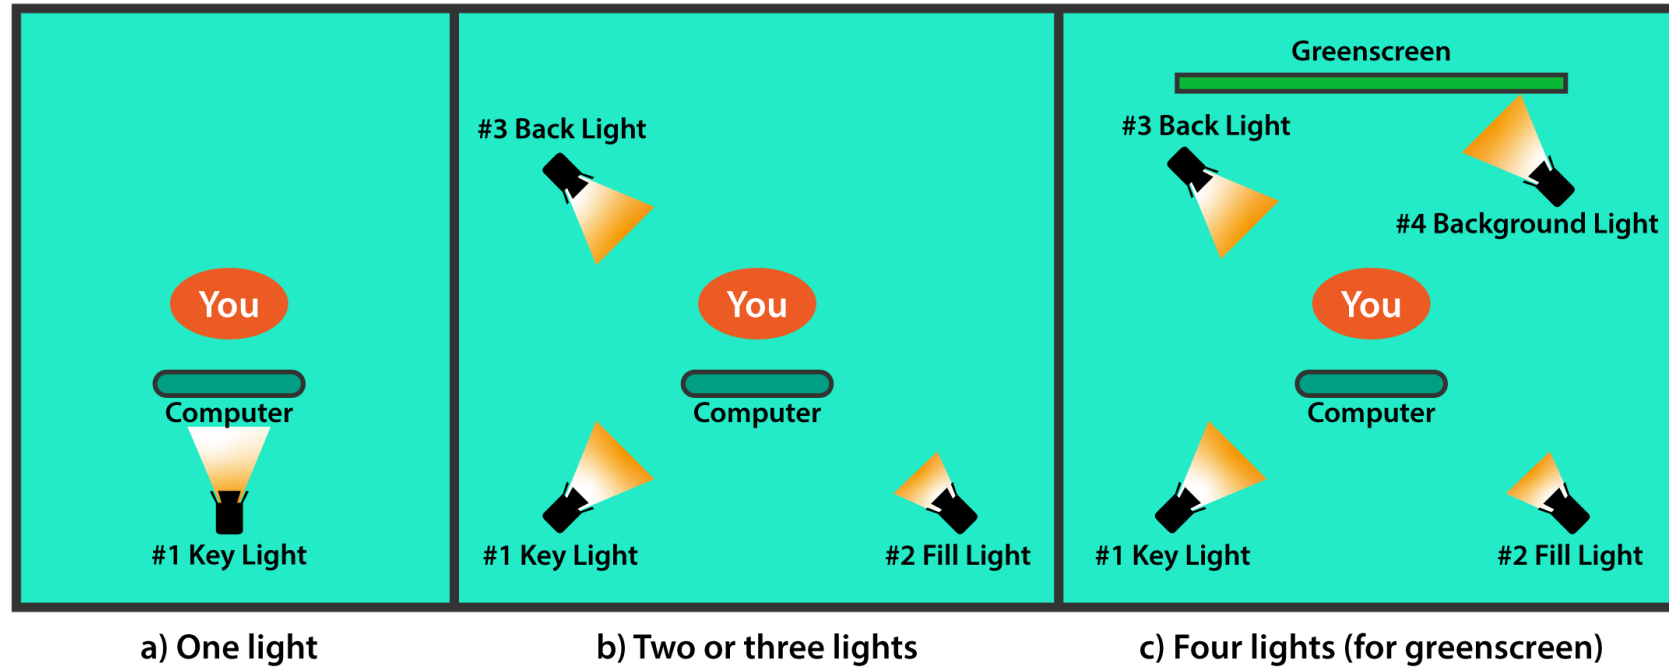 You
Computer
#1 Key Light
a) One light
#3 Back Light
You
Computer
#1 Key Light
#2 Fill Light
b) Two or three lights
Greenscreen
#3 Back Light
#4 Background Light
You
Computer
#1 Key Light
#2 Fill Light
c) Four lights (for greenscreen)